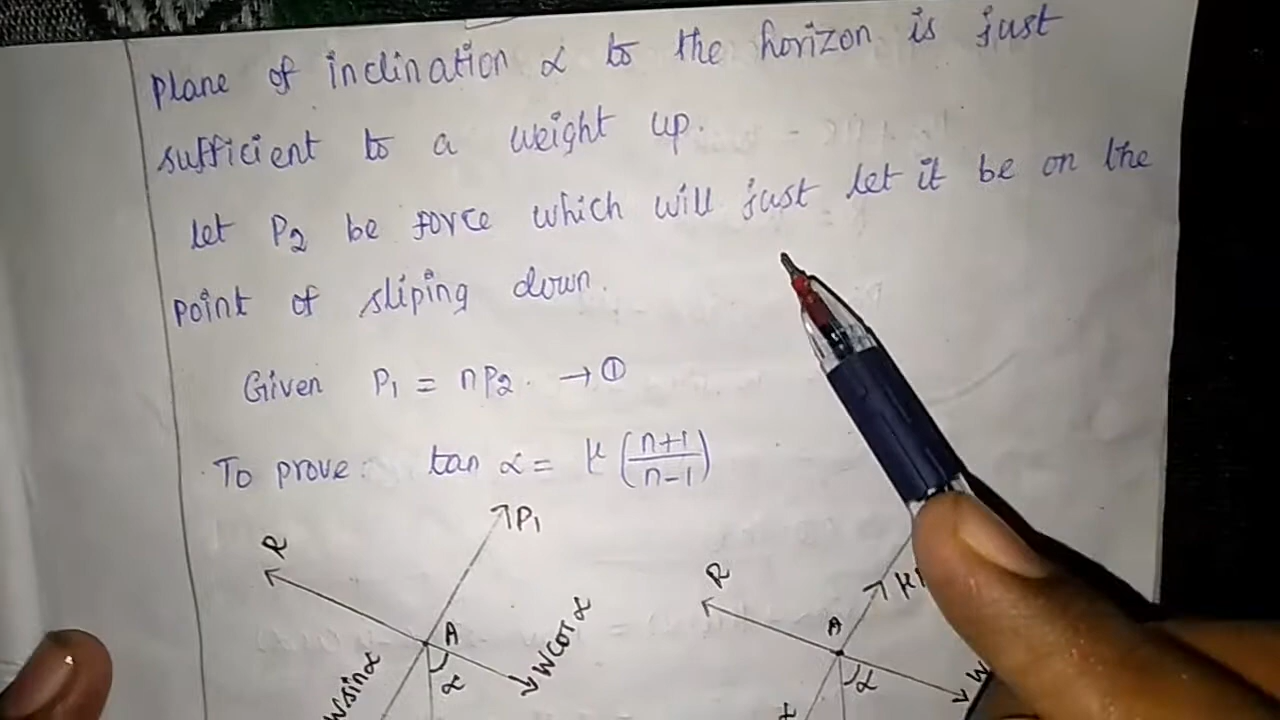 plane of inclination α to the horizon is just
sufficient to a weight up.
let P2 be force which will just let it be on the
point of sliping down.
Given P1 = nP2. → ①
To prove: tan α = μ (n+1/n-1)
P1
R
A
α
W cos α
W sin α
R
A
μ
α
W